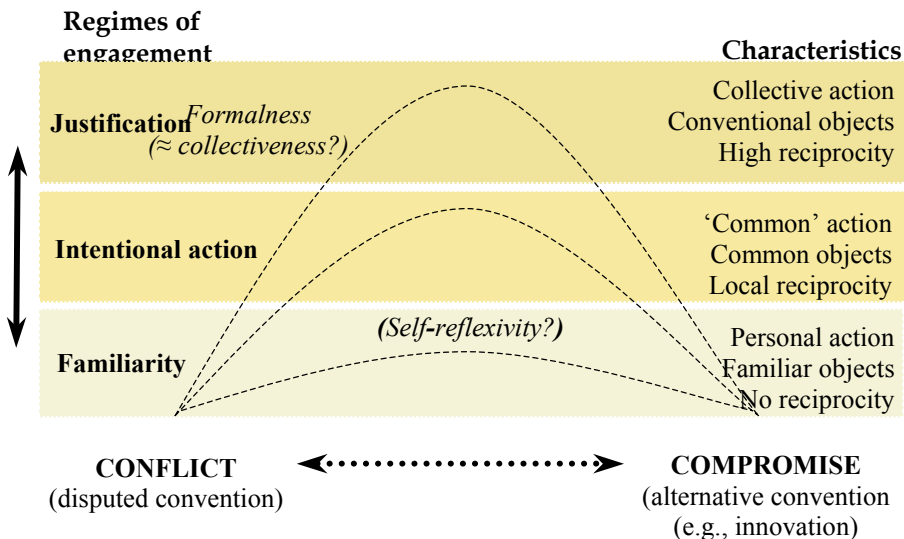 Regimes of
engagement
Characteristics
Justification
Formalness
(≈ collectiveness?)
Collective action
Conventional objects
High reciprocity
Intentional action
‘Common’ action
Common objects
Local reciprocity
Familiarity
(Self-reflexivity?)
Personal action
Familiar objects
No reciprocity
CONFLICT
(disputed convention)
COMPROMISE
(alternative convention
(e.g., innovation)